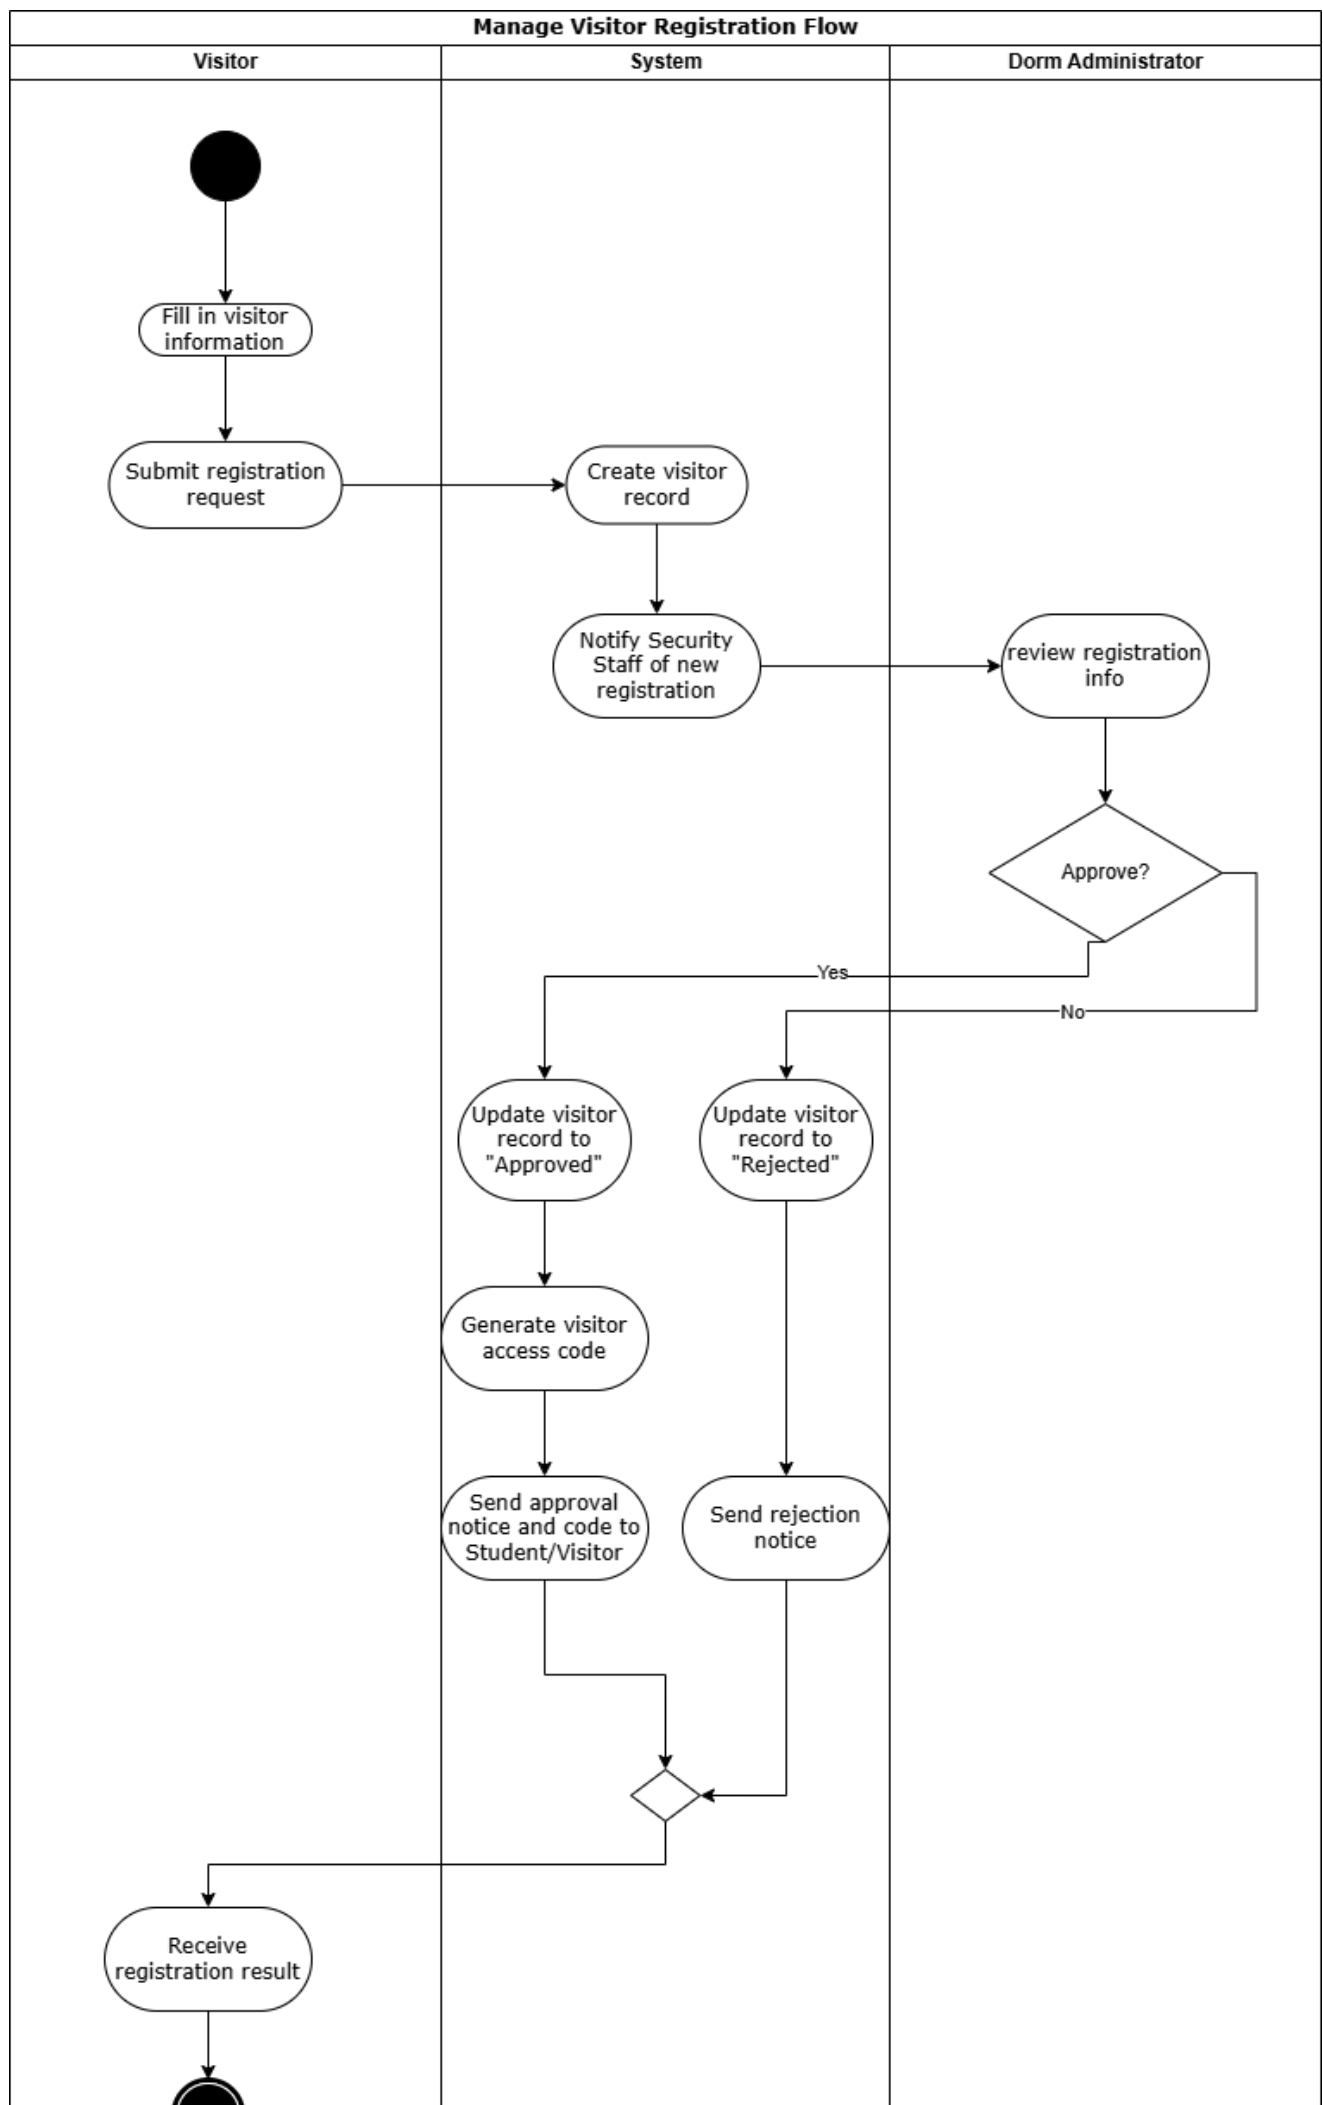 Manage Visitor Registration Flow
Visitor
System
Dorm Administrator
Fill in visitor
information
Submit registration
request
Create visitor
record
Notify Security
Staff of new
registration
review registration
info
Approve?
Yes
No
Update visitor
record to
"Approved"
Update visitor
record to
"Rejected"
Generate visitor
access code
Send approval
notice and code to
Student/Visitor
Send rejection
notice
Receive
registration result